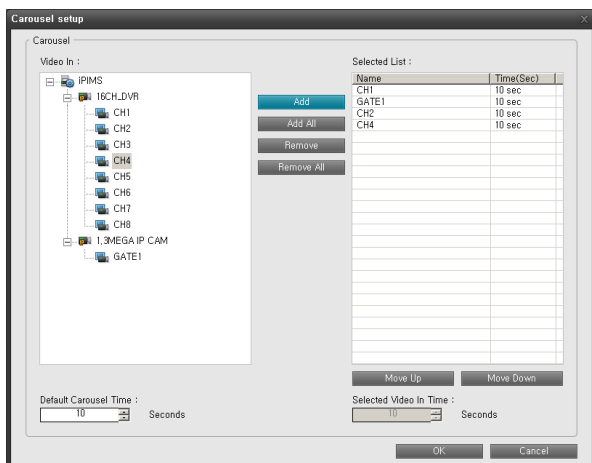 Carousel setup
Carousel
Video In :
iPIMS
16CH_DVR
CH1
CH2
CH3
CH4
CH5
CH6
CH7
CH8
1,3MEGA IP CAM
GATE1
Add
Add All
Remove
Remove All
Selected List :
Name Time(Sec)
CH1 10 sec
GATE1 10 sec
CH2 10 sec
CH4 10 sec
Move Up Move Down
Default Carousel Time :
10 Seconds
Selected Video In Time :
10 Seconds
OK Cancel